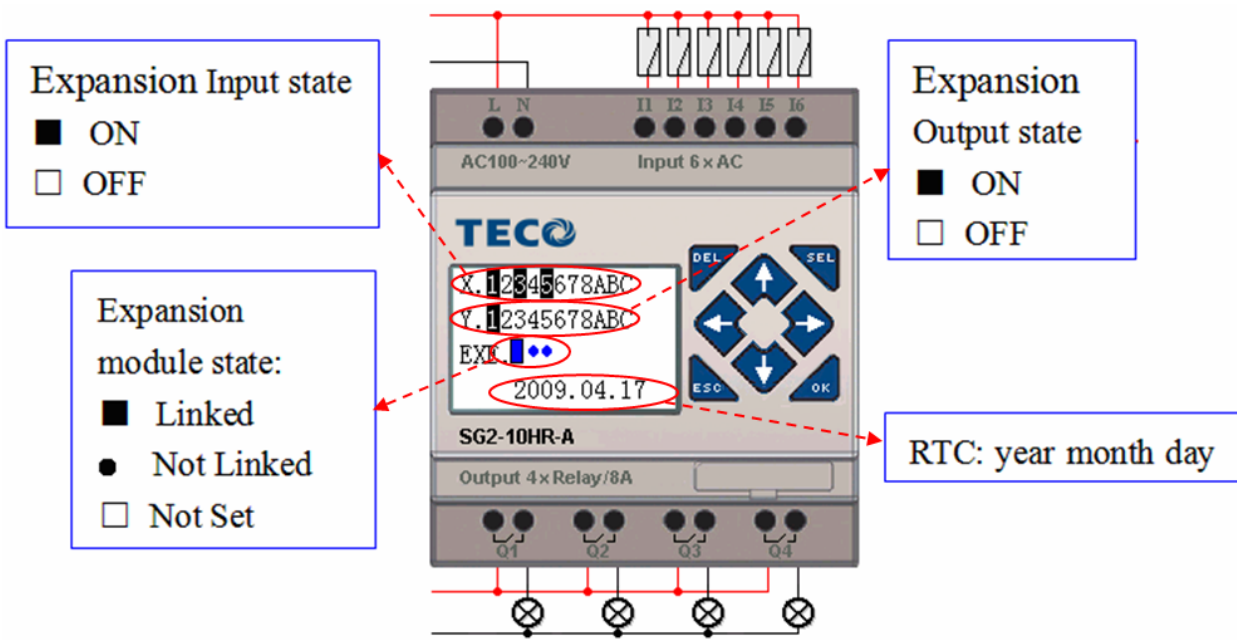 Expansion Input state
■ ON
□ OFF
Expansion
module state:
■ Linked
● Not Linked
□ Not Set
L N
I1 I2 I3 I4 I5 I6
AC100~240V Input 6×AC
TECO
X.12345678ABC
Y.12345678ABC
EXE.
2009.04.17
DEL
SEL
ESC
OK
SG2-10HR-A
Output 4×Relay/8A
Q1 Q2 Q3 Q4
Expansion
Output state
■ ON
□ OFF
RTC: year month day